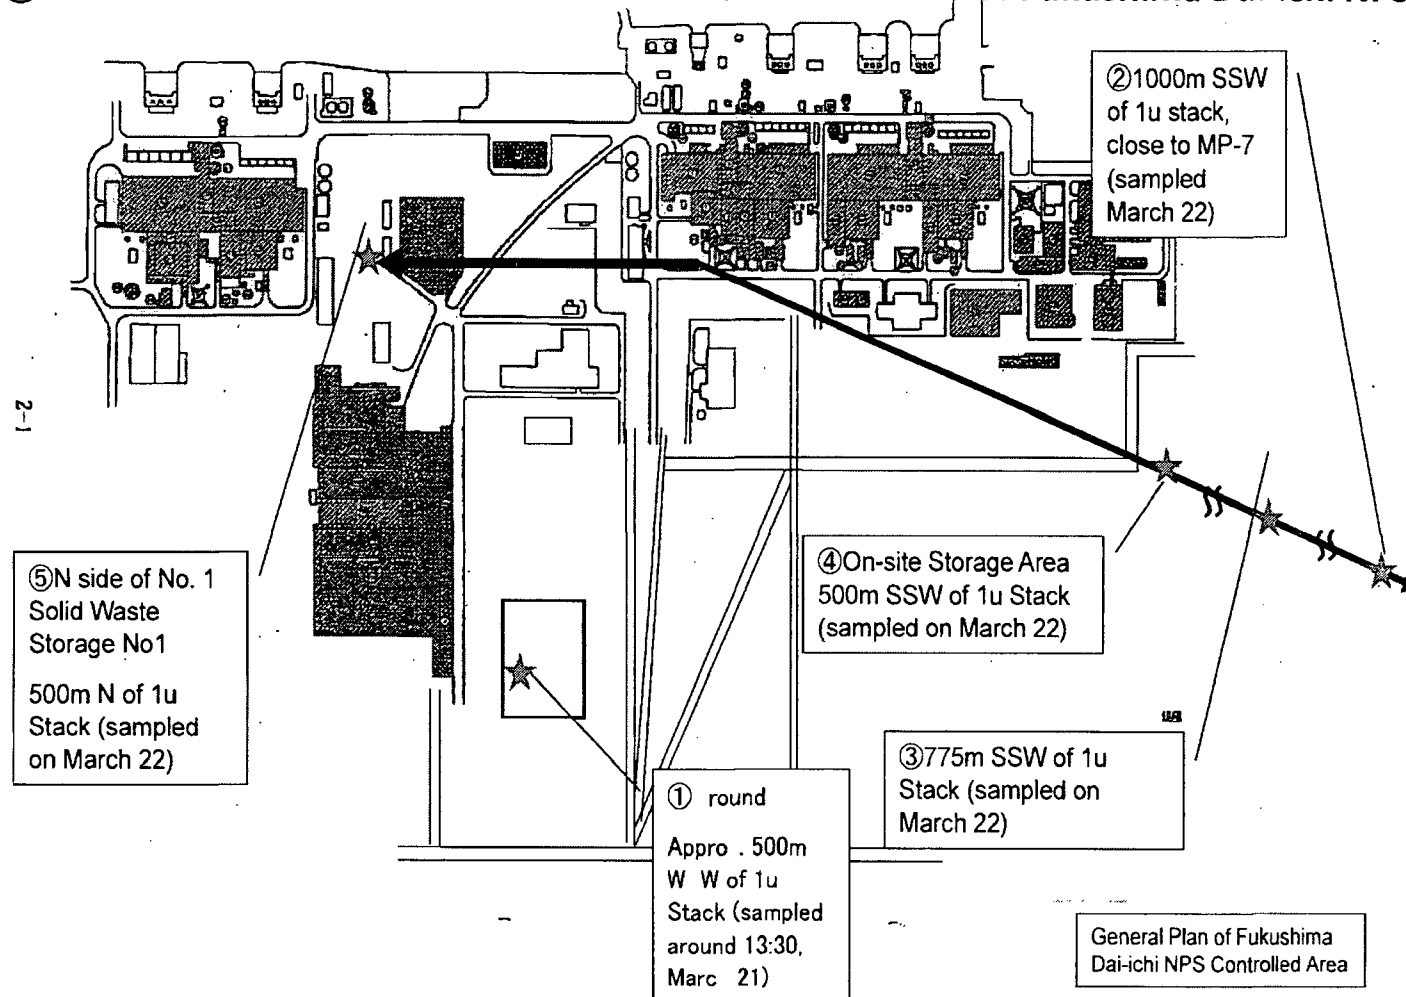 ②1000m SSW
of 1u stack,
close to MP-7
(sampled
March 22)
2-1
④On-site Storage Area
500m SSW of 1u Stack
(sampled on March 22)
⑤N side of No. 1
Solid Waste
Storage No1
500m N of 1u
Stack (sampled
on March 22)
③775m SSW of 1u
Stack (sampled on
March 22)
① round
Appro . 500m
W W of 1u
Stack (sampled
around 13:30,
Marc 21)
General Plan of Fukushima
Dai-ichi NPS Controlled Area